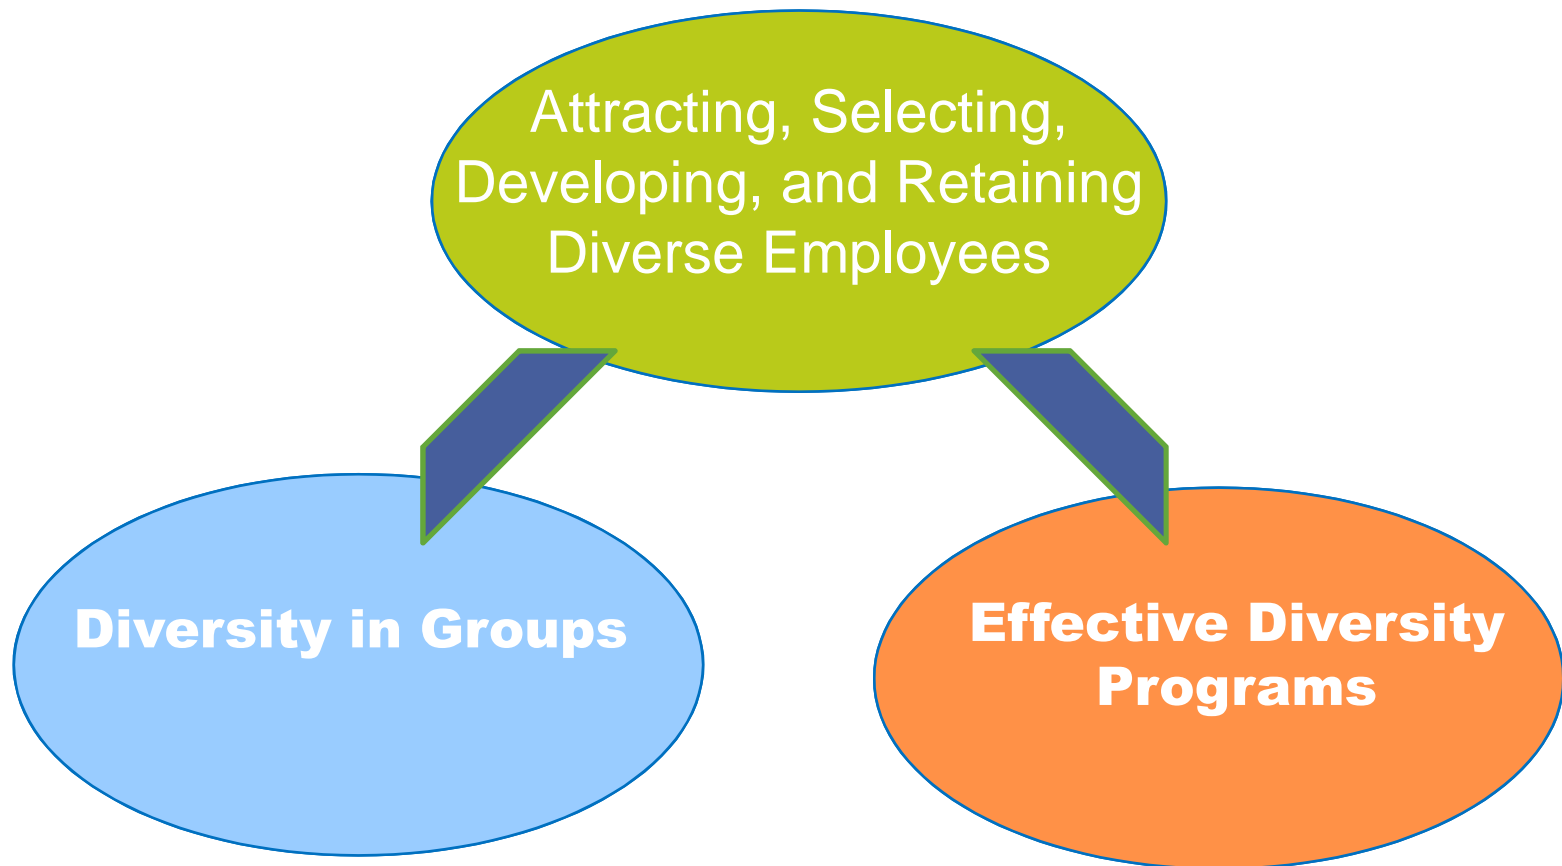 Attracting, Selecting,
Developing, and Retaining
Diverse Employees
Diversity in Groups
Effective Diversity
Programs